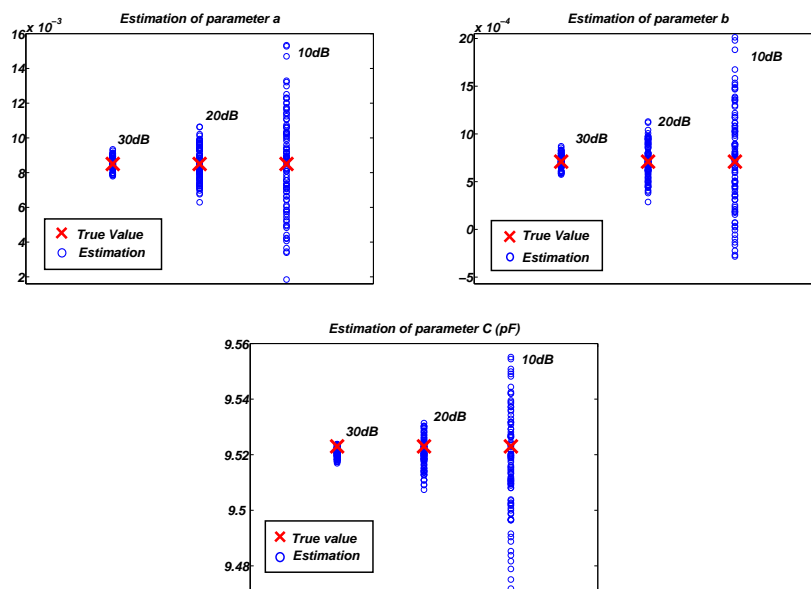 Estimation of parameter a
x 10⁻³
16
14
12
10
8
6
4
2
30dB
20dB
10dB
True Value
Estimation
Estimation of parameter b
x 10⁻⁴
20
10
5
0
−5
30dB
20dB
10dB
True Value
Estimation
Estimation of parameter C (pF)
9.56
9.54
9.52
9.5
9.48
30dB
20dB
10dB
True value
Estimation